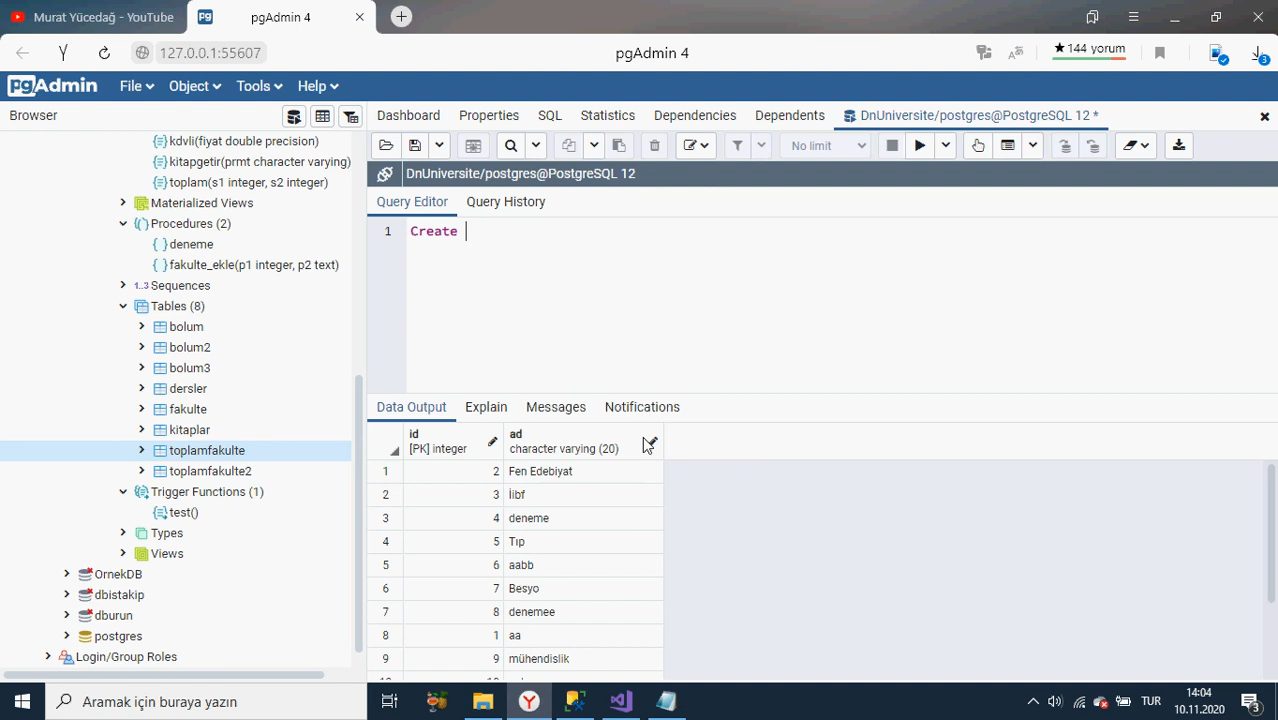 Murat Yücedağ - YouTube
pgAdmin 4
127.0.0.1:55607
pgAdmin 4
★ 144 yorum
3
pgAdmin
File
Object
Tools
Help
Browser
Dashboard
Properties
SQL
Statistics
Dependencies
Dependents
DnUniversite/postgres@PostgreSQL 12 *
kdvli(fiyat double precision)
kitapgetir(prmt character varying)
toplam(s1 integer, s2 integer)
Materialized Views
Procedures (2)
deneme
fakulte_ekle(p1 integer, p2 text)
1..3 Sequences
Tables (8)
bolum
bolum2
bolum3
dersler
fakulte
kitaplar
toplamfakulte
toplamfakulte2
Trigger Functions (1)
test()
Types
Views
OrnekDB
dbistakip
dburun
postgres
Login/Group Roles
No limit
DnUniversite/postgres@PostgreSQL 12
Query Editor
Query History
1 Create
Data Output
Explain
Messages
Notifications
id
[PK] integer
ad
character varying (20)
1 2 Fen Edebiyat
2 3 İibf
3 4 deneme
4 5 Tıp
5 6 aabb
6 7 Besyo
7 8 denemee
8 1 aa
9 9 mühendislik
Aramak için buraya yazın
TUR
14:04
10.11.2020
3